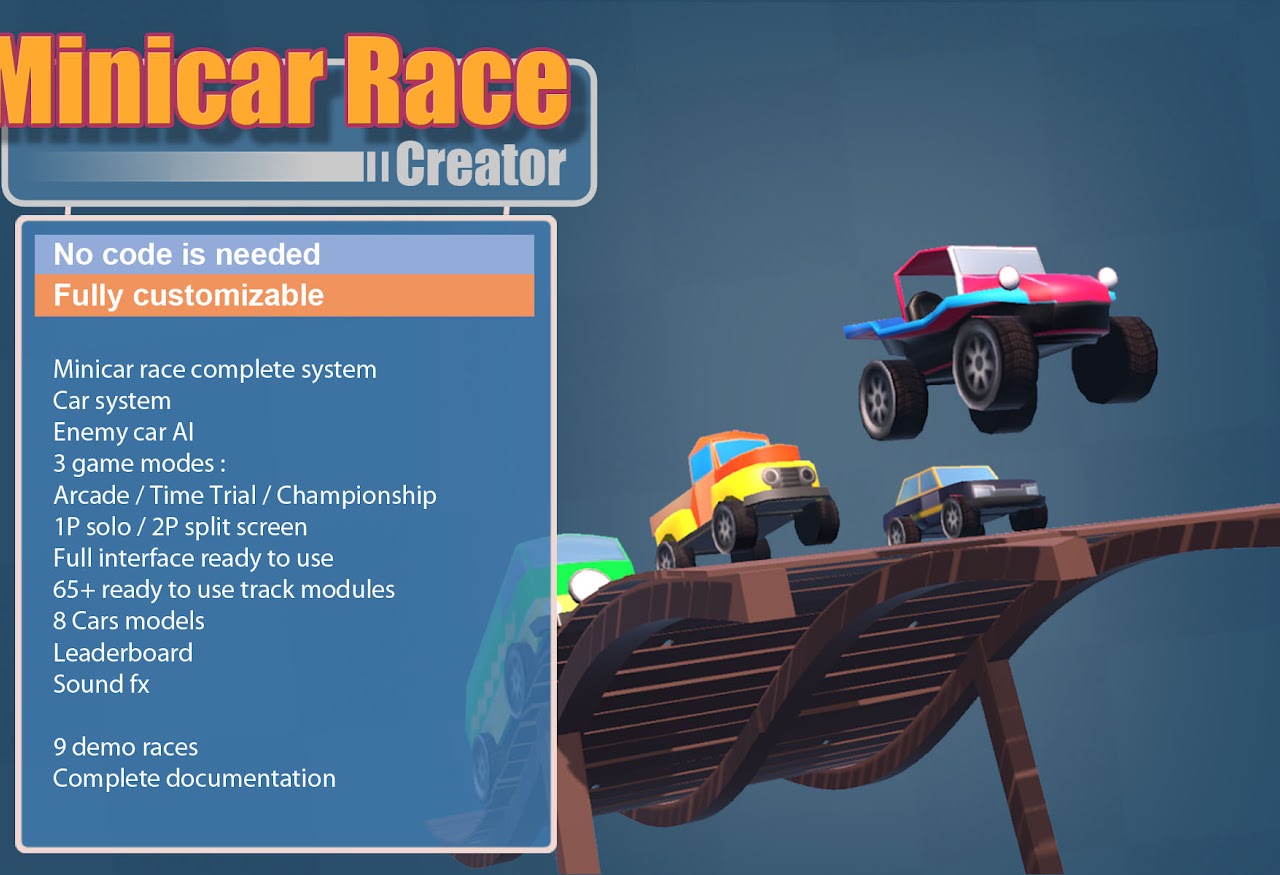 Minicar Race
Creator
No code is needed
Fully customizable
Minicar race complete system
Car system
Enemy car AI
3 game modes :
Arcade / Time Trial / Championship
1P solo / 2P split screen
Full interface ready to use
65+ ready to use track modules
8 Cars models
Leaderboard
Sound fx
9 demo races
Complete documentation